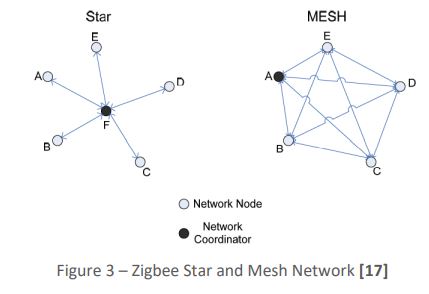 Star
MESH
E
A
D
F
B
C
E
A
D
B
C
Network Node
Network
Coordinator
Figure 3 – Zigbee Star and Mesh Network [17]